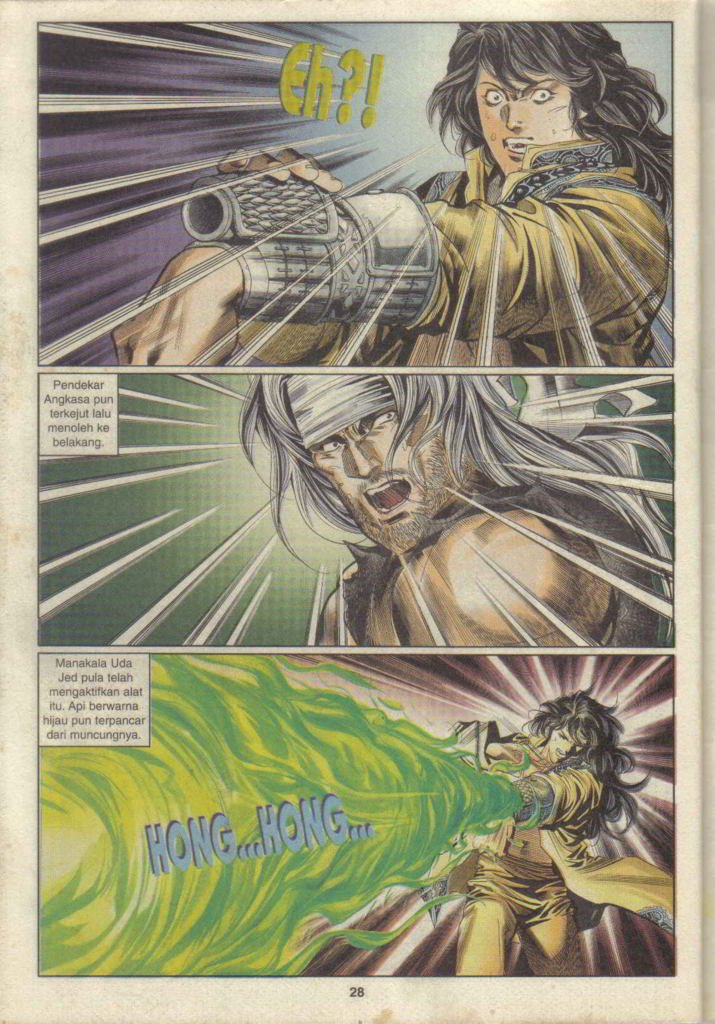 Eh?!
Pendekar
Angkasa pun
terkejut lalu
menoleh ke
belakang.
Manakala Uda
Jed pula telah
mengaktifkan alat
itu. Api berwarna
hijau pun terpancar
dari muncungnya.
HONG...HONG...
28